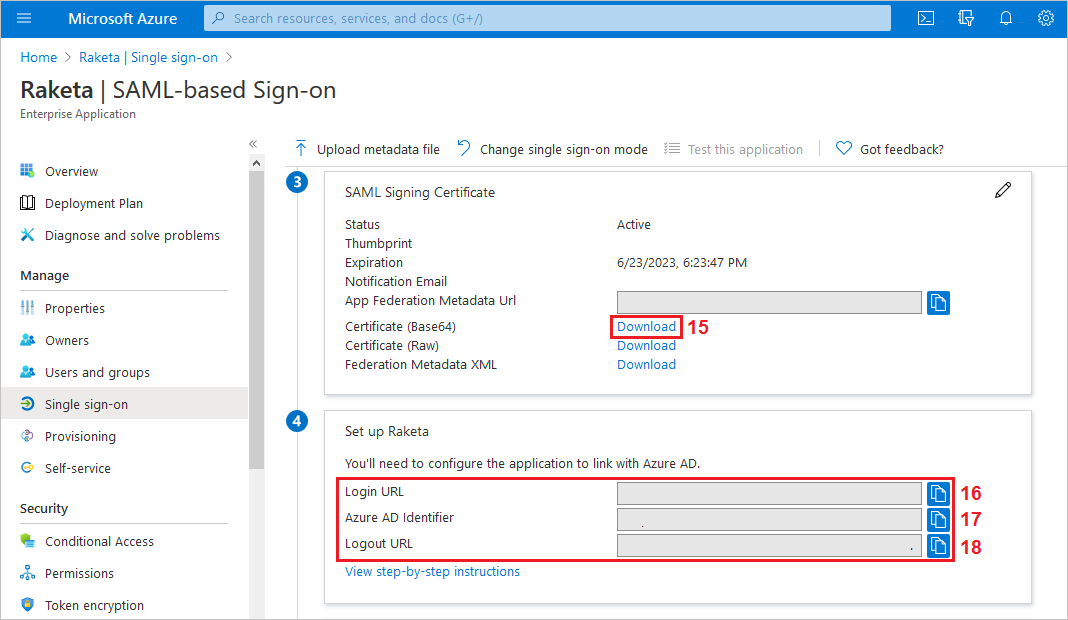 Microsoft Azure
Search resources, services, and docs (G+/)
Home > Raketa | Single sign-on >
Raketa | SAML-based Sign-on
Enterprise Application
«
Upload metadata file
Change single sign-on mode
Test this application
Got feedback?
Overview
Deployment Plan
Diagnose and solve problems
Manage
Properties
Owners
Users and groups
Single sign-on
Provisioning
Self-service
Security
Conditional Access
Permissions
Token encryption
3
SAML Signing Certificate
Status Active
Thumbprint
Expiration 6/23/2023, 6:23:47 PM
Notification Email
App Federation Metadata Url
Certificate (Base64) Download 15
Certificate (Raw) Download
Federation Metadata XML Download
4
Set up Raketa
You'll need to configure the application to link with Azure AD.
Login URL 16
Azure AD Identifier 17
Logout URL 18
View step-by-step instructions